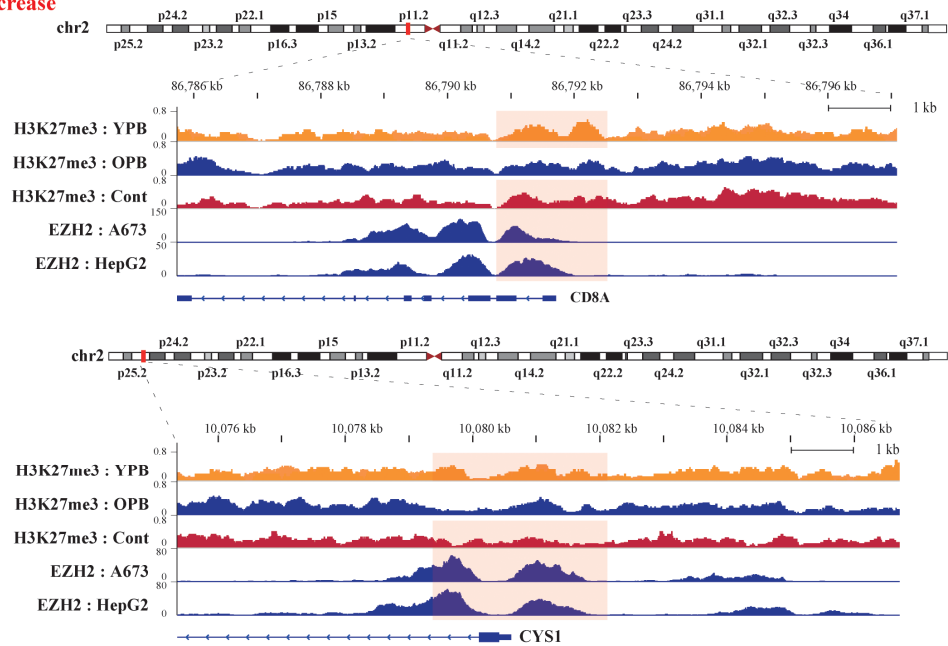 crease
p24.2 p22.1 p15 p11.2 q12.3 q21.1 q23.3 q31.1 q32.3 q34 q37.1
chr2
p25.2 p23.2 p16.3 p13.2 q11.2 q14.2 q22.2 q24.2 q32.1 q32.3 q36.1
86,786 kb 86,788 kb 86,790 kb 86,792 kb 86,794 kb 86,796 kb
1 kb
0.8
H3K27me3 : YPB
0.8
H3K27me3 : OPB
0.8
H3K27me3 : Cont
0
150
EZH2 : A673
0
50
EZH2 : HepG2
0
CD8A
p24.2 p22.1 p15 p11.2 q12.3 q21.1 q23.3 q31.1 q32.3 q34 q37.1
chr2
p25.2 p23.2 p16.3 p13.2 q11.2 q14.2 q22.2 q24.2 q32.1 q32.3 q36.1
10,076 kb 10,078 kb 10,080 kb 10,082 kb 10,084 kb 10,086 kb
1 kb
0.8
H3K27me3 : YPB
0.8
H3K27me3 : OPB
0.8
H3K27me3 : Cont
80
EZH2 : A673
0
80
EZH2 : HepG2
0
CYS1